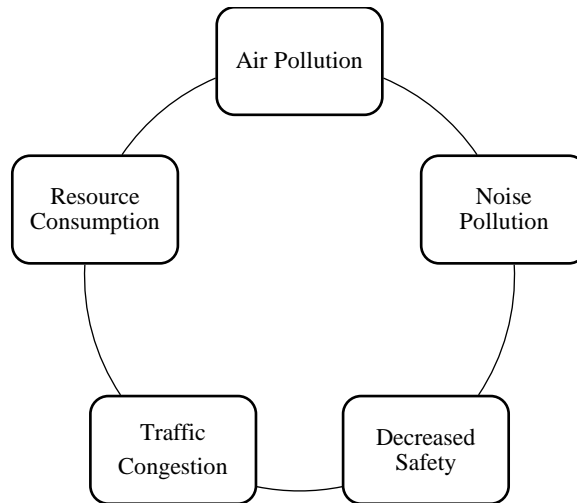 Air Pollution
Resource
Consumption
Noise
Pollution
Traffic
Congestion
Decreased
Safety